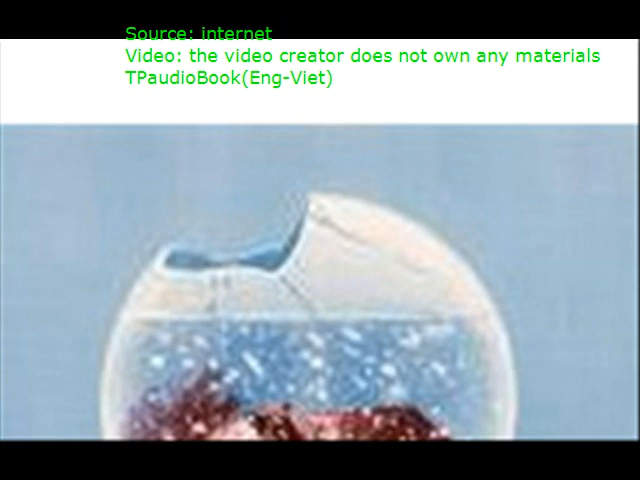 Source: internet
Video: the video creator does not own any materials
TPaudioBook(Eng-Viet)